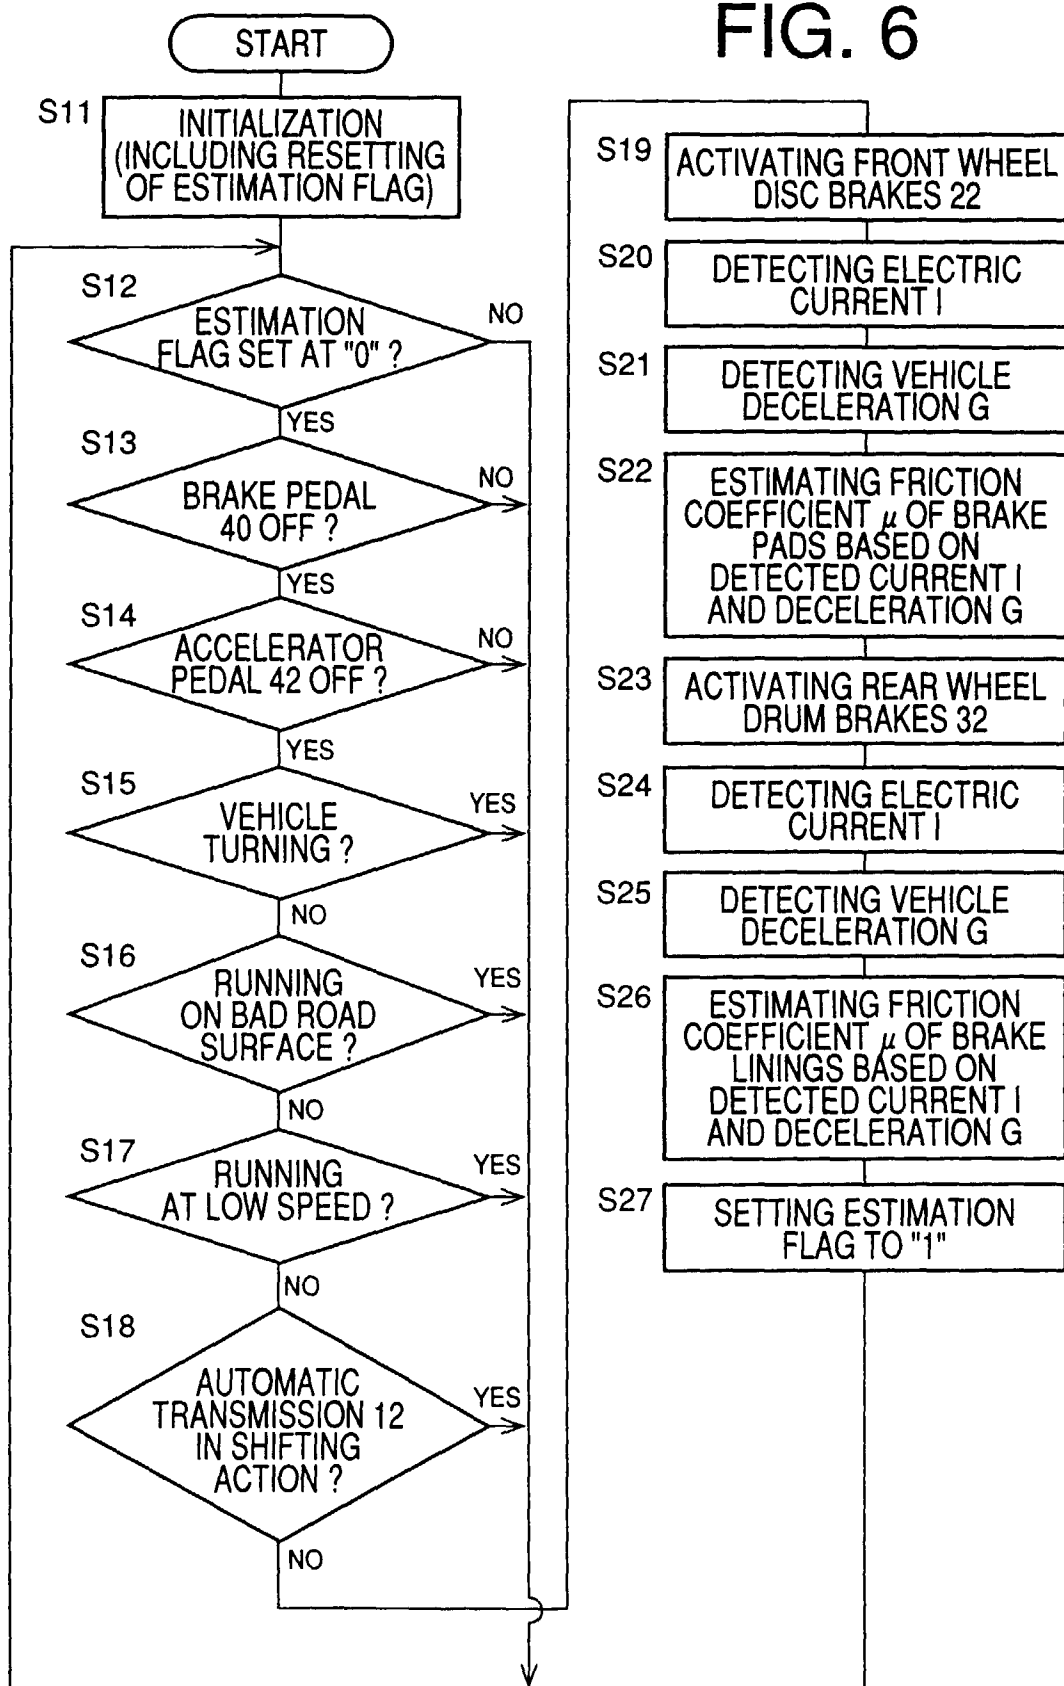 FIG. 6
START
S11
INITIALIZATION
(INCLUDING RESETTING
OF ESTIMATION FLAG)
S12
ESTIMATION
FLAG SET AT "0" ?
NO
YES
S13
BRAKE PEDAL
40 OFF ?
NO
YES
S14
ACCELERATOR
PEDAL 42 OFF ?
NO
YES
S15
VEHICLE
TURNING ?
YES
NO
S16
RUNNING
ON BAD ROAD
SURFACE ?
YES
NO
S17
RUNNING
AT LOW SPEED ?
YES
NO
S18
AUTOMATIC
TRANSMISSION 12
IN SHIFTING
ACTION ?
YES
NO
S19
ACTIVATING FRONT WHEEL
DISC BRAKES 22
S20
DETECTING ELECTRIC
CURRENT I
S21
DETECTING VEHICLE
DECELERATION G
S22
ESTIMATING FRICTION
COEFFICIENT μ OF BRAKE
PADS BASED ON
DETECTED CURRENT I
AND DECELERATION G
S23
ACTIVATING REAR WHEEL
DRUM BRAKES 32
S24
DETECTING ELECTRIC
CURRENT I
S25
DETECTING VEHICLE
DECELERATION G
S26
ESTIMATING FRICTION
COEFFICIENT μ OF BRAKE
LININGS BASED ON
DETECTED CURRENT I
AND DECELERATION G
S27
SETTING ESTIMATION
FLAG TO "1"